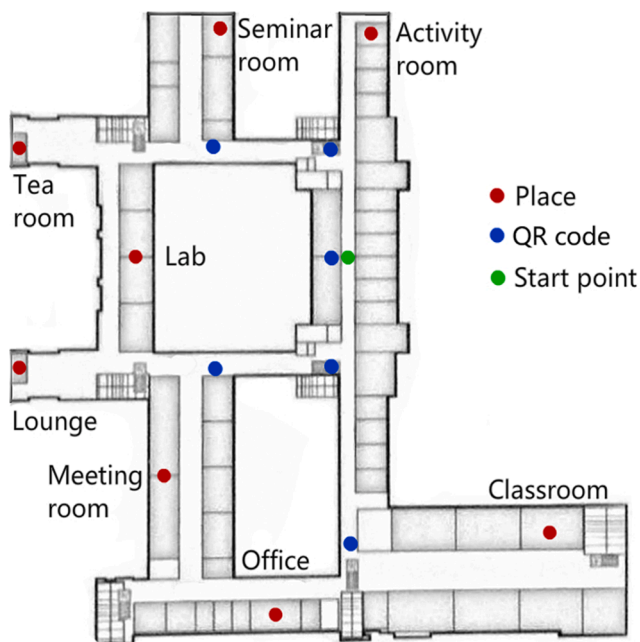 Seminar
room
Activity
room
Tea
room
Lab
Place
QR code
Start point
Lounge
Meeting
room
Classroom
Office